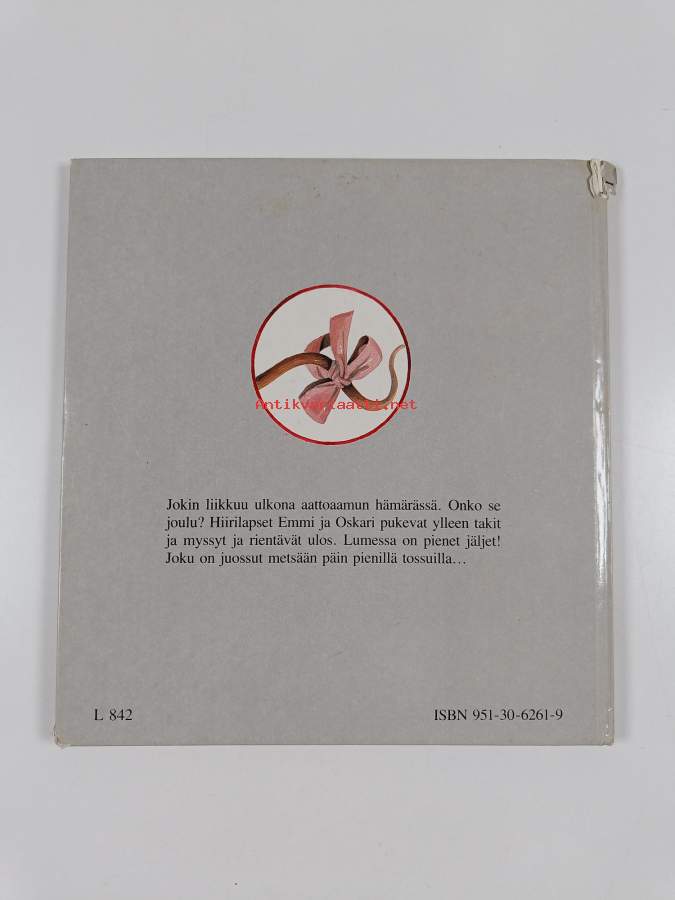 Antikvariaatti.net
Jokin liikkuu ulkona aattoaamun hämärässä. Onko se
joulu? Hiirilapset Emmi ja Oskari pukevat ylleen takit
ja myssyt ja rientävät ulos. Lumessa on pienet jäljet!
Joku on juossut metsään päin pienillä tossuilla...
L 842
ISBN 951-30-6261-9